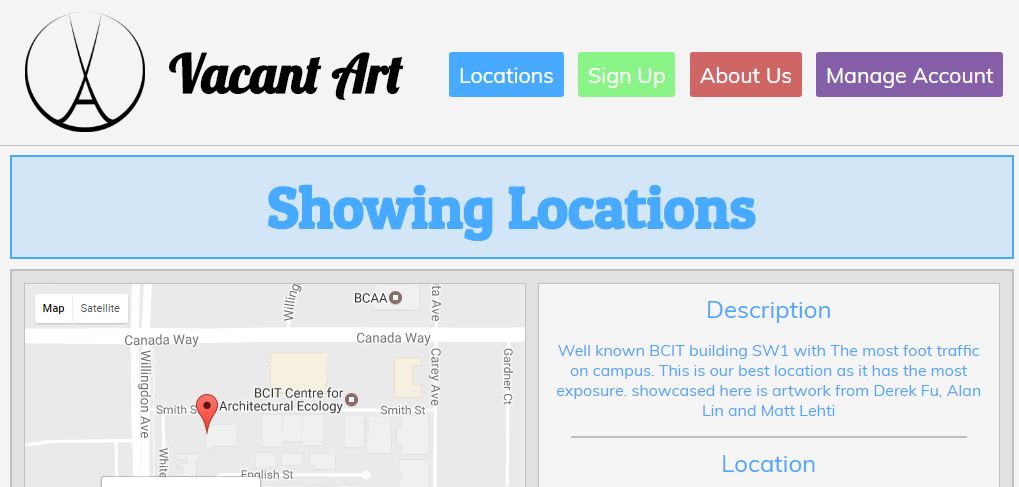 Vacant Art
Locations
Sign Up
About Us
Manage Account
Showing Locations
Map
Satellite
Willing
BCAA
ta Ave
Canada Way
Canada Way
Willingdon Ave
Carey Ave
Gardner Ct
BCIT Centre for
Architectural Ecology
Smith S
Smith St
White
English St
Description
Well known BCIT building SW1 with The most foot traffic
on campus. This is our best location as it has the most
exposure. showcased here is artwork from Derek Fu, Alan
Lin and Matt Lehti
Location